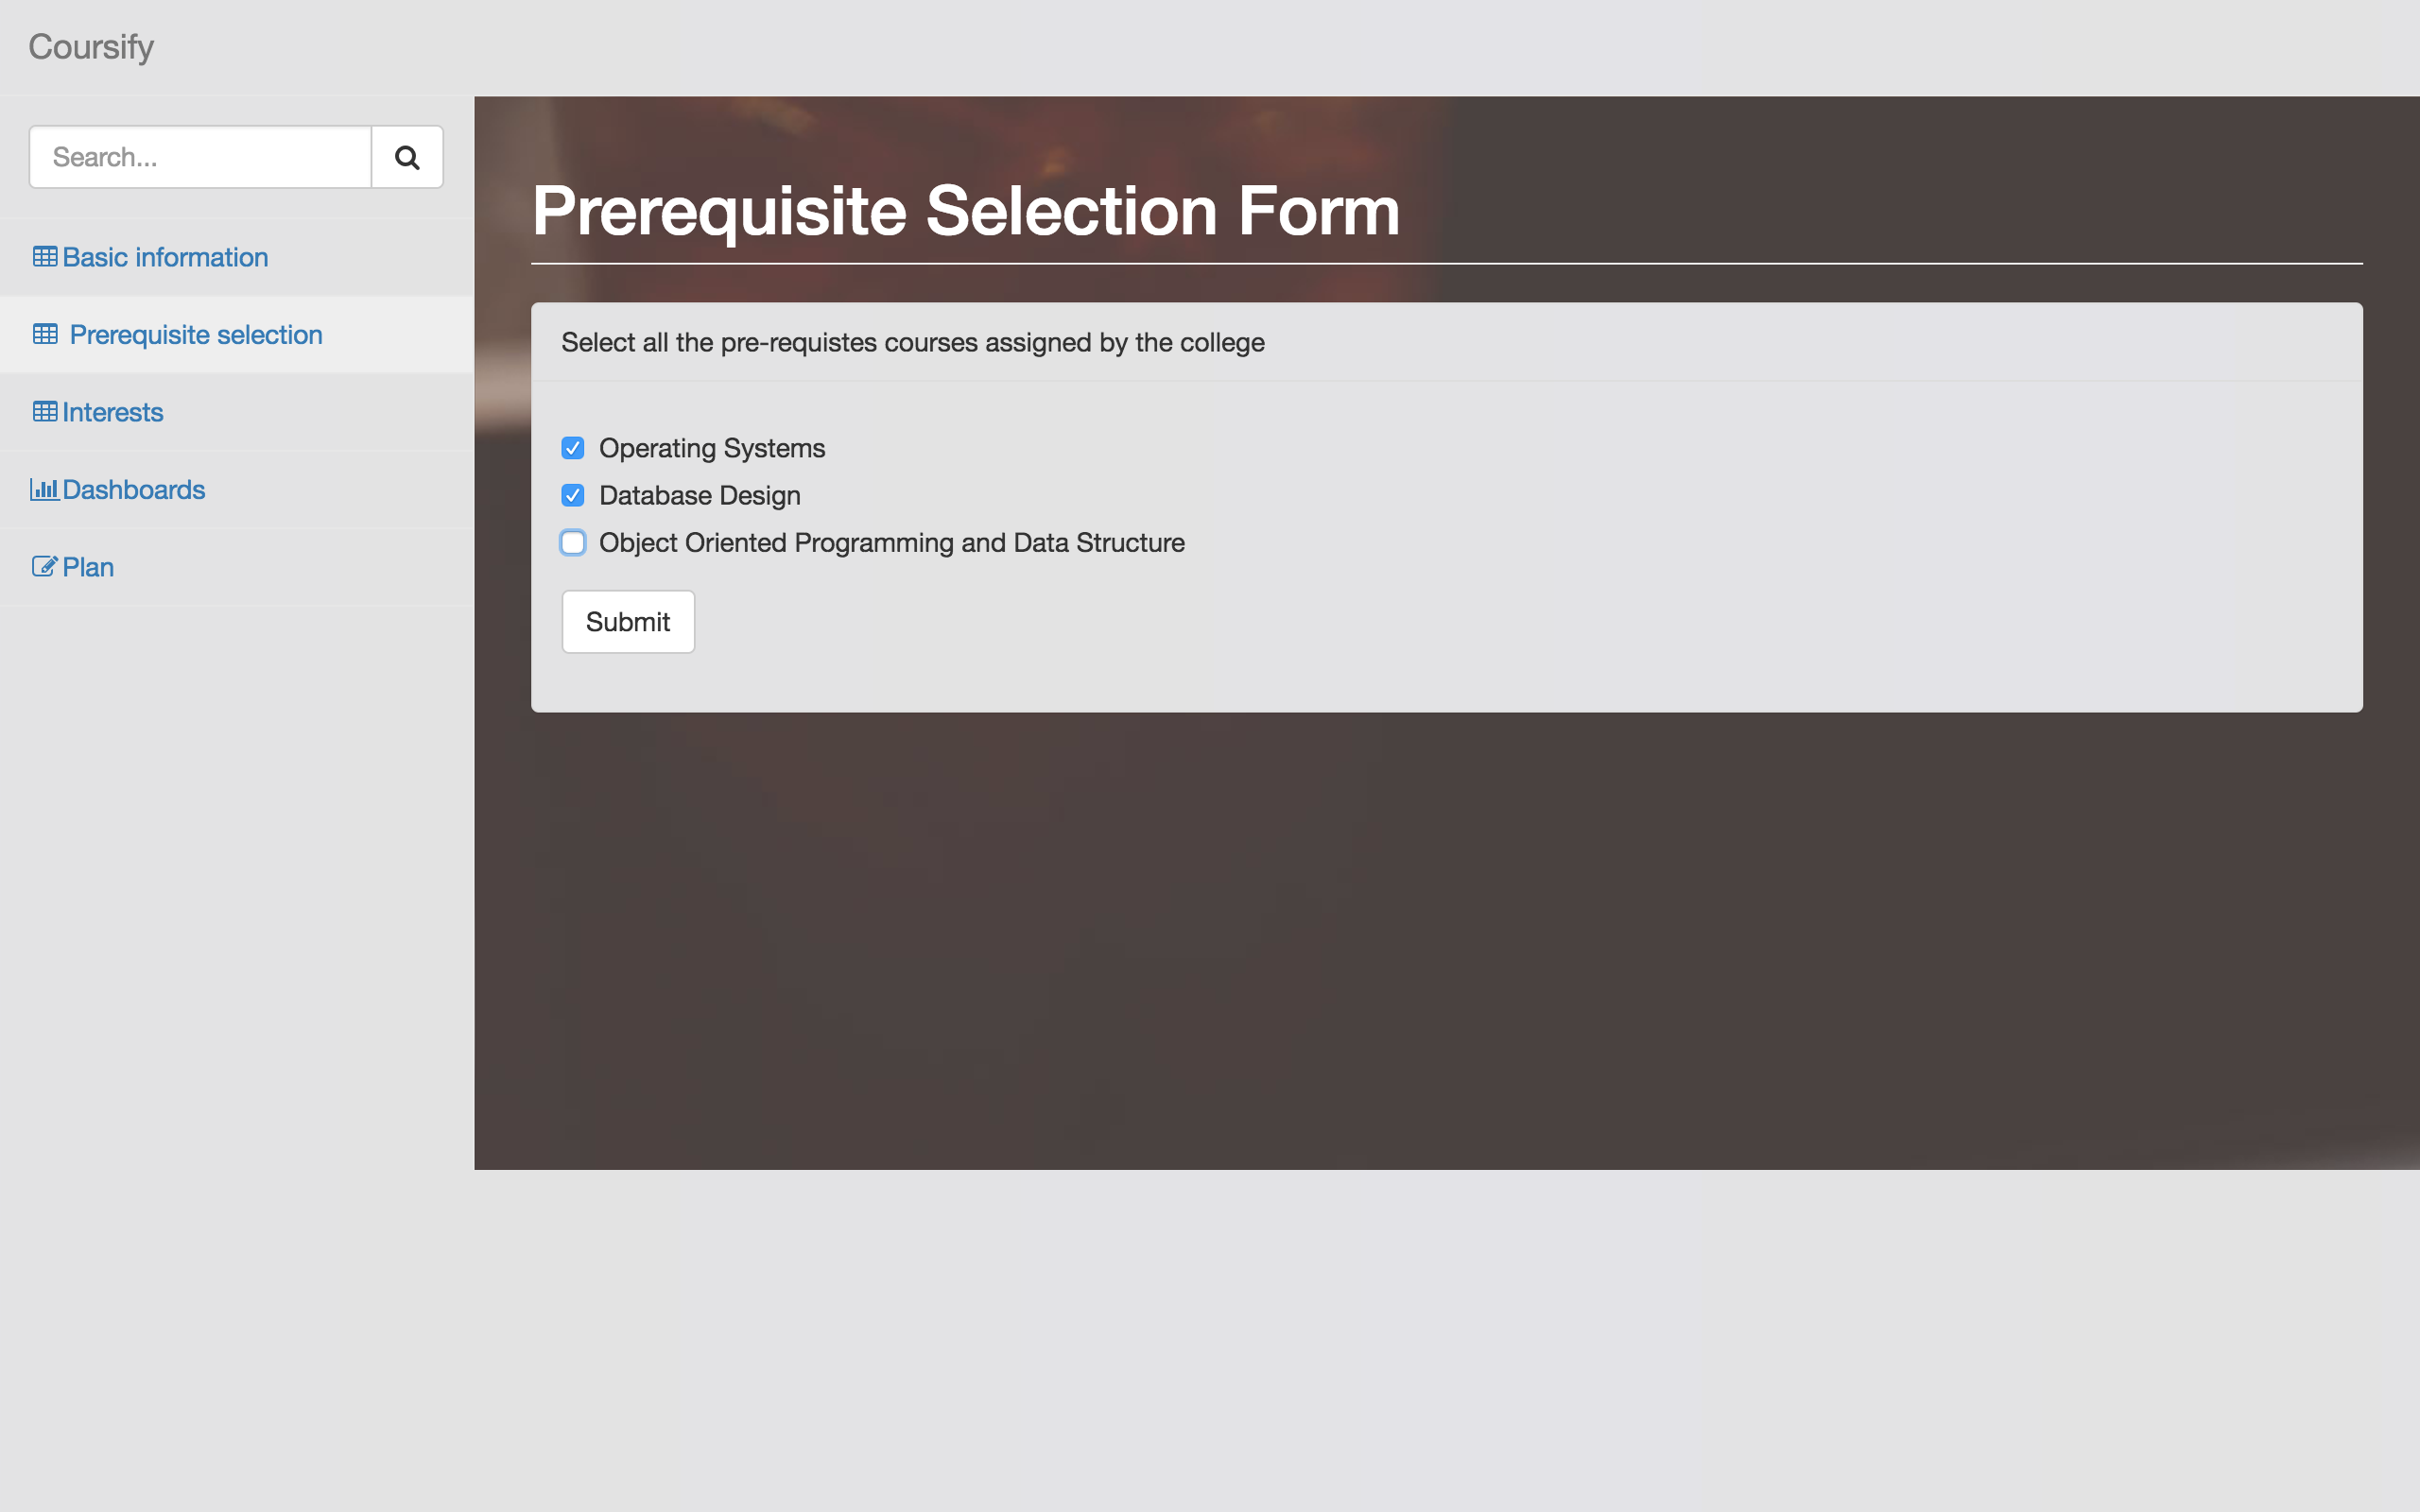 Coursify
Search...
Basic information
Prerequisite selection
Interests
Dashboards
Plan
Prerequisite Selection Form
Select all the pre-requistes courses assigned by the college
Operating Systems
Database Design
Object Oriented Programming and Data Structure
Submit